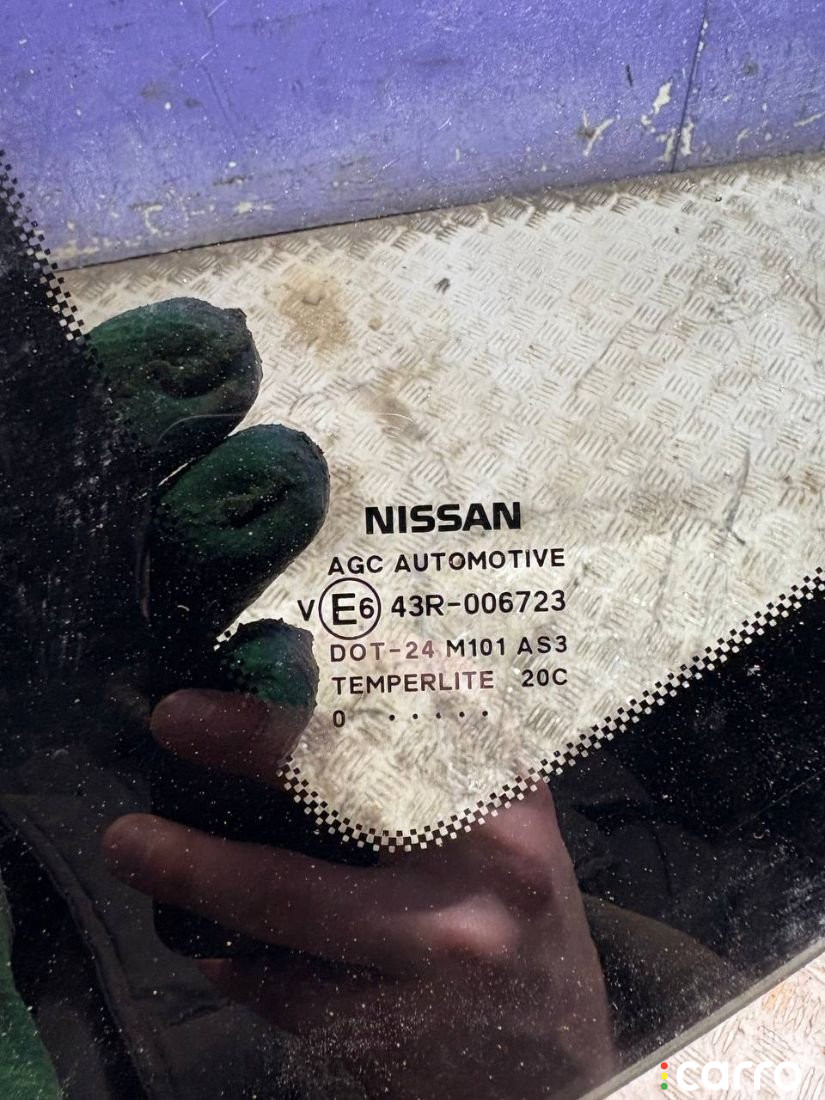 NISSAN
AGC AUTOMOTIVE
V E6 43R-006723
DOT-24 M101 AS3
TEMPERLITE 20C
0 . . . . .
carro